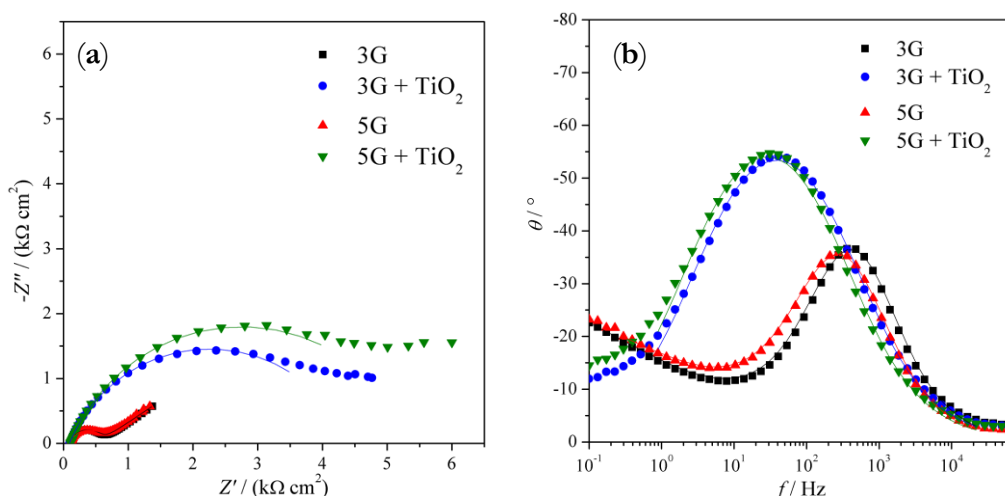 (a)
3G
3G + TiO₂
5G
5G + TiO₂
6
5
4
3
2
1
0
-Z″ / (kΩ cm²)
0 1 2 3 4 5 6
Z′ / (kΩ cm²)
(b)
3G
3G + TiO₂
5G
5G + TiO₂
-80
-70
-60
-50
-40
-30
-20
-10
0
θ / °
10⁻¹ 10⁰ 10¹ 10² 10³ 10⁴
f / Hz